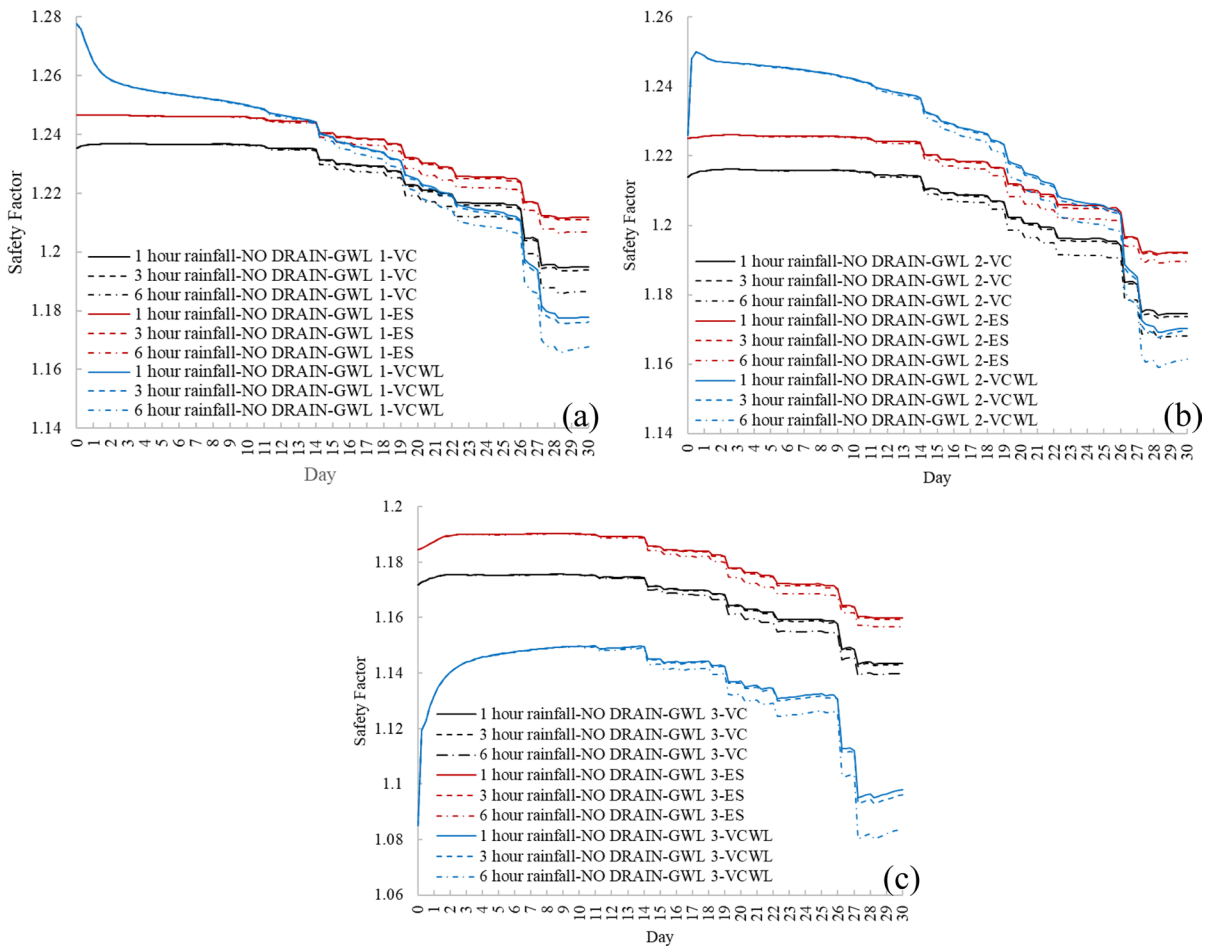 (a)
1.28
1.26
1.24
1.22
1.2
1.18
1.16
1.14
Safety Factor
1 hour rainfall-NO DRAIN-GWL 1-VC
3 hour rainfall-NO DRAIN-GWL 1-VC
6 hour rainfall-NO DRAIN-GWL 1-VC
1 hour rainfall-NO DRAIN-GWL 1-ES
3 hour rainfall-NO DRAIN-GWL 1-ES
6 hour rainfall-NO DRAIN-GWL 1-ES
1 hour rainfall-NO DRAIN-GWL 1-VCWL
3 hour rainfall-NO DRAIN-GWL 1-VCWL
6 hour rainfall-NO DRAIN-GWL 1-VCWL
0 1 2 3 4 5 6 7 8 9 10 11 12 13 14 15 16 17 18 19 20 21 22 23 24 25 26 27 28 29 30
Day
(b)
1.26
1.24
1.22
1.2
1.18
1.16
1.14
Safety Factor
1 hour rainfall-NO DRAIN-GWL 2-VC
3 hour rainfall-NO DRAIN-GWL 2-VC
6 hour rainfall-NO DRAIN-GWL 2-VC
1 hour rainfall-NO DRAIN-GWL 2-ES
3 hour rainfall-NO DRAIN-GWL 2-ES
6 hour rainfall-NO DRAIN-GWL 2-ES
1 hour rainfall-NO DRAIN-GWL 2-VCWL
3 hour rainfall-NO DRAIN-GWL 2-VCWL
6 hour rainfall-NO DRAIN-GWL 2-VCWL
0 1 2 3 4 5 6 7 8 9 10 11 12 13 14 15 16 17 18 19 20 21 22 23 24 25 26 27 28 29 30
Day
1.2
1.18
1.16
1.14
1.12
1.1
1.08
1.06
Safety Factor
1 hour rainfall-NO DRAIN-GWL 3-VC
3 hour rainfall-NO DRAIN-GWL 3-VC
6 hour rainfall-NO DRAIN-GWL 3-VC
1 hour rainfall-NO DRAIN-GWL 3-ES
3 hour rainfall-NO DRAIN-GWL 3-ES
6 hour rainfall-NO DRAIN-GWL 3-ES
1 hour rainfall-NO DRAIN-GWL 3-VCWL
3 hour rainfall-NO DRAIN-GWL 3-VCWL
6 hour rainfall-NO DRAIN-GWL 3-VCWL
(c)
0 1 2 3 4 5 6 7 8 9 10 11 12 13 14 15 16 17 18 19 20 21 22 23 24 25 26 27 28 29 30
Day